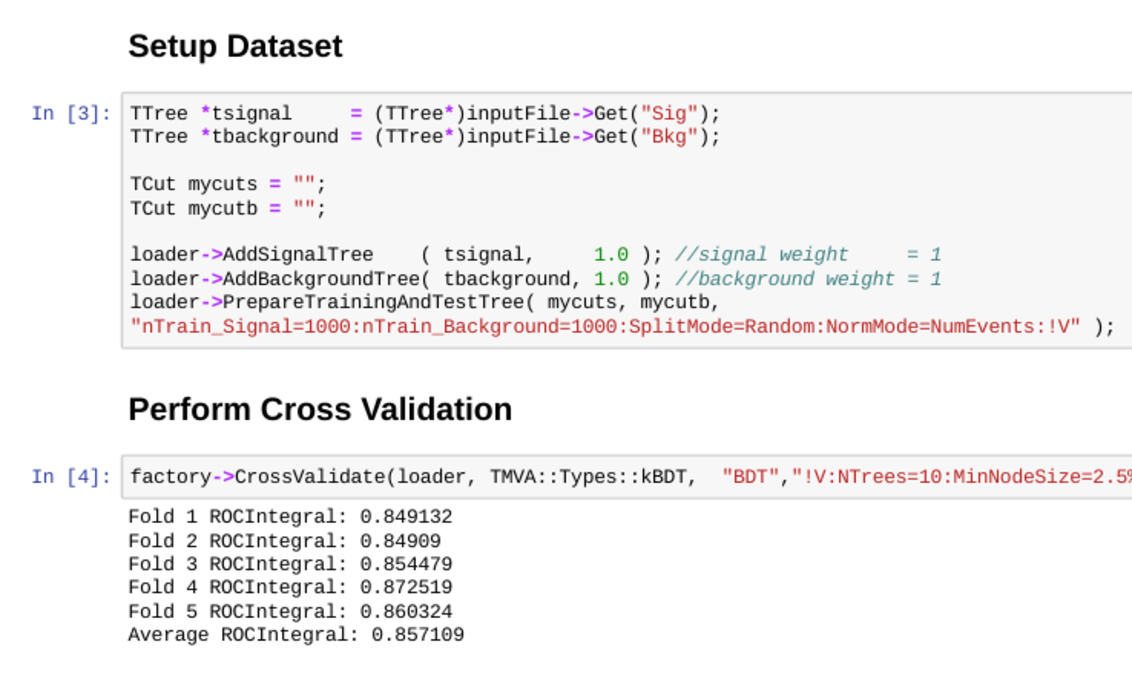 Setup Dataset
In [3]:
TTree *tsignal     = (TTree*)inputFile->Get("Sig");
TTree *tbackground = (TTree*)inputFile->Get("Bkg");
TCut mycuts = "";
TCut mycutb = "";
loader->AddSignalTree    ( tsignal,     1.0 ); //signal weight     = 1
loader->AddBackgroundTree( tbackground, 1.0 ); //background weight = 1
loader->PrepareTrainingAndTestTree( mycuts, mycutb,
"nTrain_Signal=1000:nTrain_Background=1000:SplitMode=Random:NormMode=NumEvents:!V" );
Perform Cross Validation
In [4]:
factory->CrossValidate(loader, TMVA::Types::kBDT,  "BDT","!V:NTrees=10:MinNodeSize=2.5%
Fold 1 ROCIntegral: 0.849132
Fold 2 ROCIntegral: 0.84909
Fold 3 ROCIntegral: 0.854479
Fold 4 ROCIntegral: 0.872519
Fold 5 ROCIntegral: 0.860324
Average ROCIntegral: 0.857109